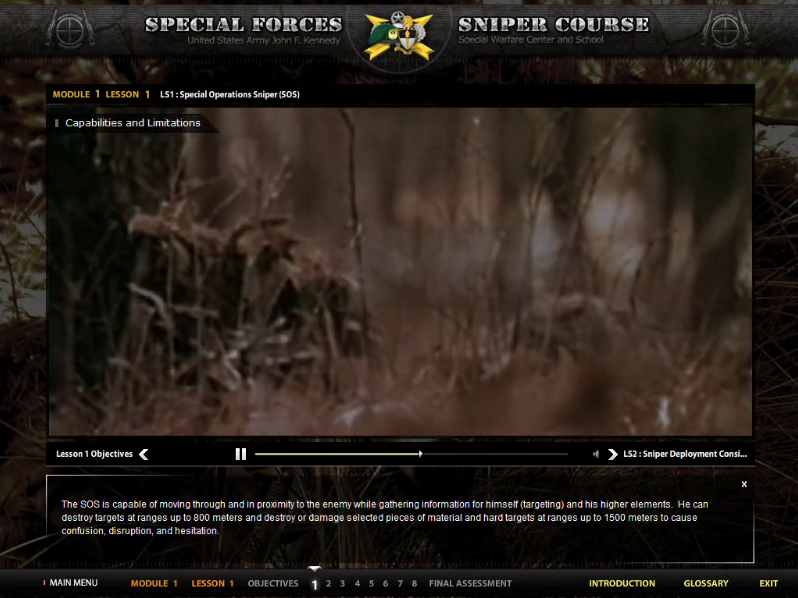 SPECIAL FORCES
United States Army John F. Kennedy
SNIPER COURSE
Special Warfare Center and School
MODULE 1 LESSON 1 LS1 : Special Operations Sniper (SOS)
Capabilities and Limitations
Lesson 1 Objectives
LS2 : Sniper Deployment Consi...
x
The SOS is capable of moving through and in proximity to the enemy while gathering information for himself (targeting) and his higher elements. He can
destroy targets at ranges up to 800 meters and destroy or damage selected pieces of material and hard targets at ranges up to 1500 meters to cause
confusion, disruption, and hesitation.
MAIN MENU MODULE 1 LESSON 1 OBJECTIVES 1 2 3 4 5 6 7 8 FINAL ASSESSMENT INTRODUCTION GLOSSARY EXIT